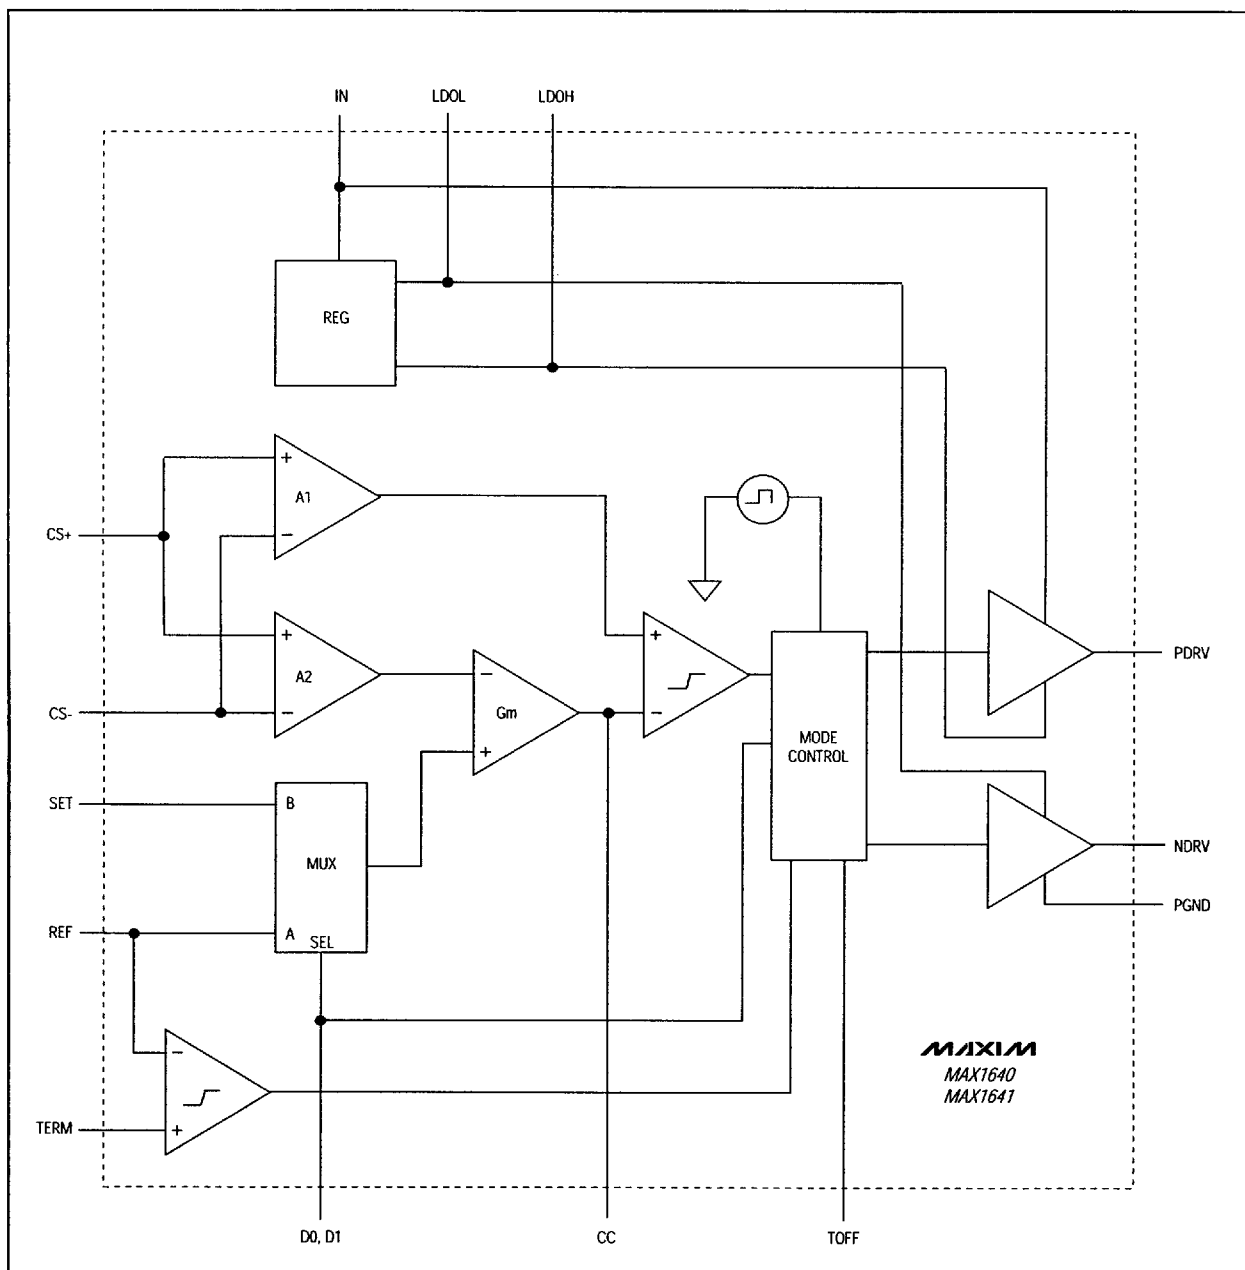 IN LDOL LDOH
REG
+
A1
−
CS+
+
A2
−
CS-
−
Gm
+
+
−
MODE
CONTROL
PDRV
NDRV
PGND
SET
B
MUX
REF
A
SEL
−
+
TERM
MAXIM
MAX1640
MAX1641
D0, D1 CC TOFF